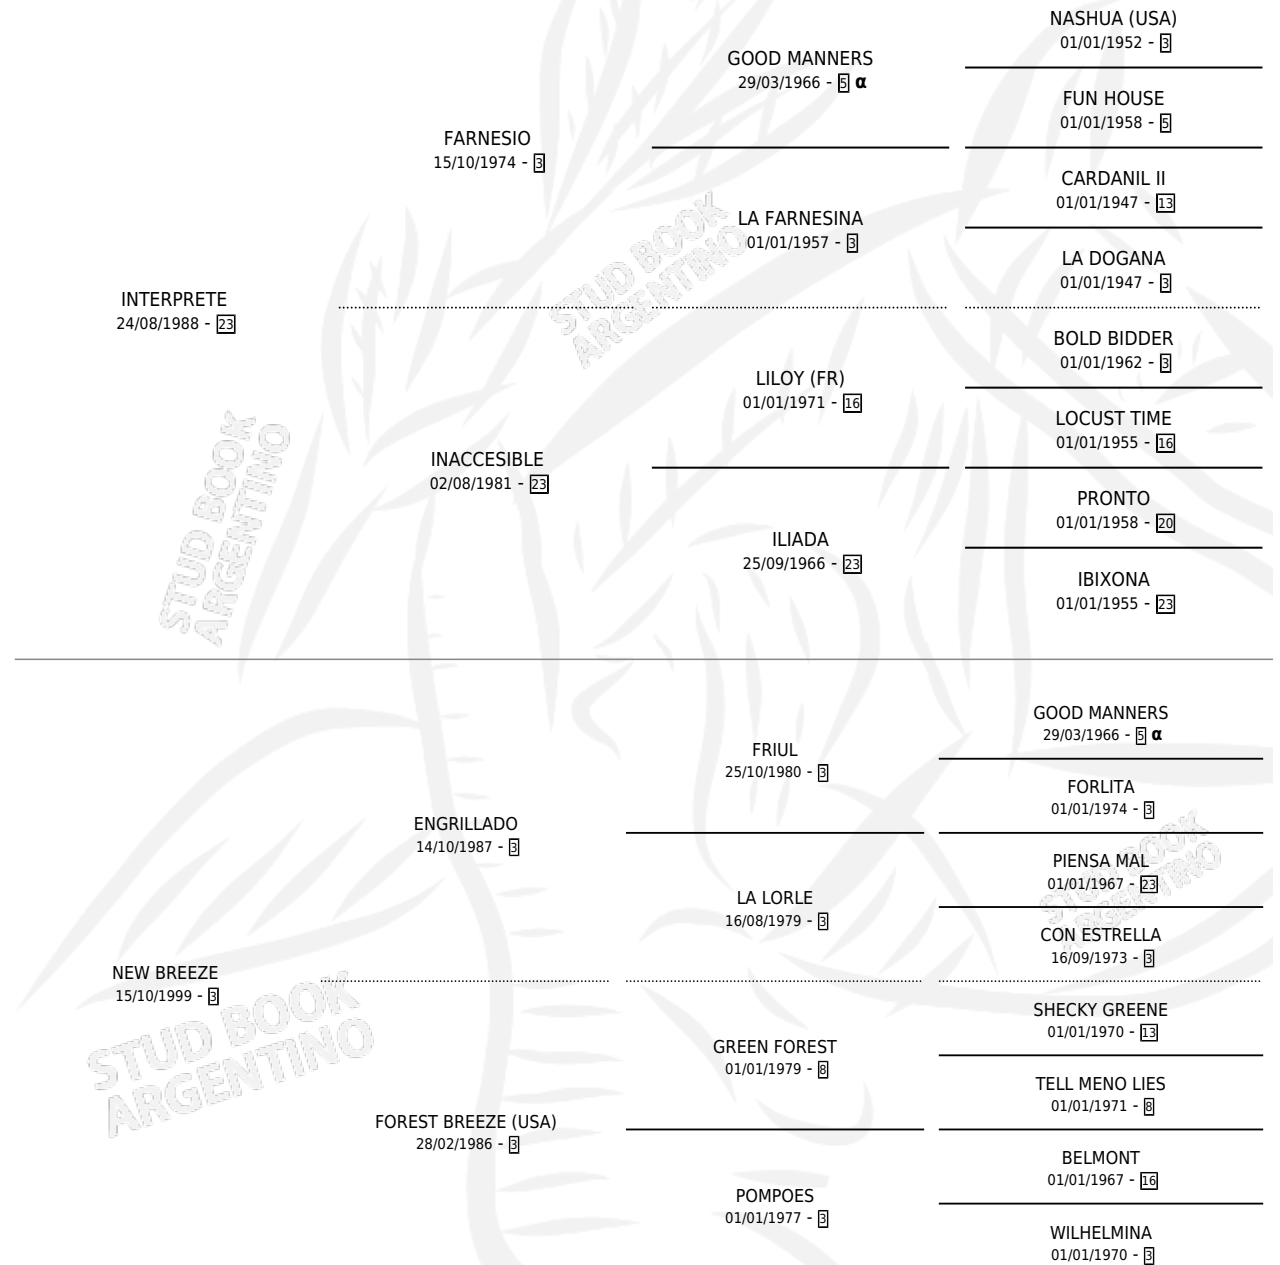 NASHUA (USA)
01/01/1952 - 3
GOOD MANNERS
29/03/1966 - 5 α
FUN HOUSE
01/01/1958 - 5
FARNESIO
15/10/1974 - 3
CARDANIL II
01/01/1947 - 13
LA FARNESINA
01/01/1957 - 3
LA DOGANA
01/01/1947 - 3
INTERPRETE
24/08/1988 - 23
BOLD BIDDER
01/01/1962 - 3
LILOY (FR)
01/01/1971 - 16
LOCUST TIME
01/01/1955 - 16
INACCESIBLE
02/08/1981 - 23
PRONTO
01/01/1958 - 20
ILIADA
25/09/1966 - 23
IBIXONA
01/01/1955 - 23
GOOD MANNERS
29/03/1966 - 5 α
FRIUL
25/10/1980 - 3
FORLITA
01/01/1974 - 3
ENGRILLADO
14/10/1987 - 3
PIENSA MAL
01/01/1967 - 23
LA LORLE
16/08/1979 - 3
CON ESTRELLA
16/09/1973 - 3
NEW BREEZE
15/10/1999 - 3
SHECKY GREENE
01/01/1970 - 13
GREEN FOREST
01/01/1979 - 8
TELL MENO LIES
01/01/1971 - 8
FOREST BREEZE (USA)
28/02/1986 - 3
BELMONT
01/01/1967 - 16
POMPOES
01/01/1977 - 3
WILHELMINA
01/01/1970 - 3
STUD BOOK
ARGENTINO
STUD BOOK
ARGENTINO
STUD BOOK
ARGENTINO
STUD BOOK
ARGENTINO